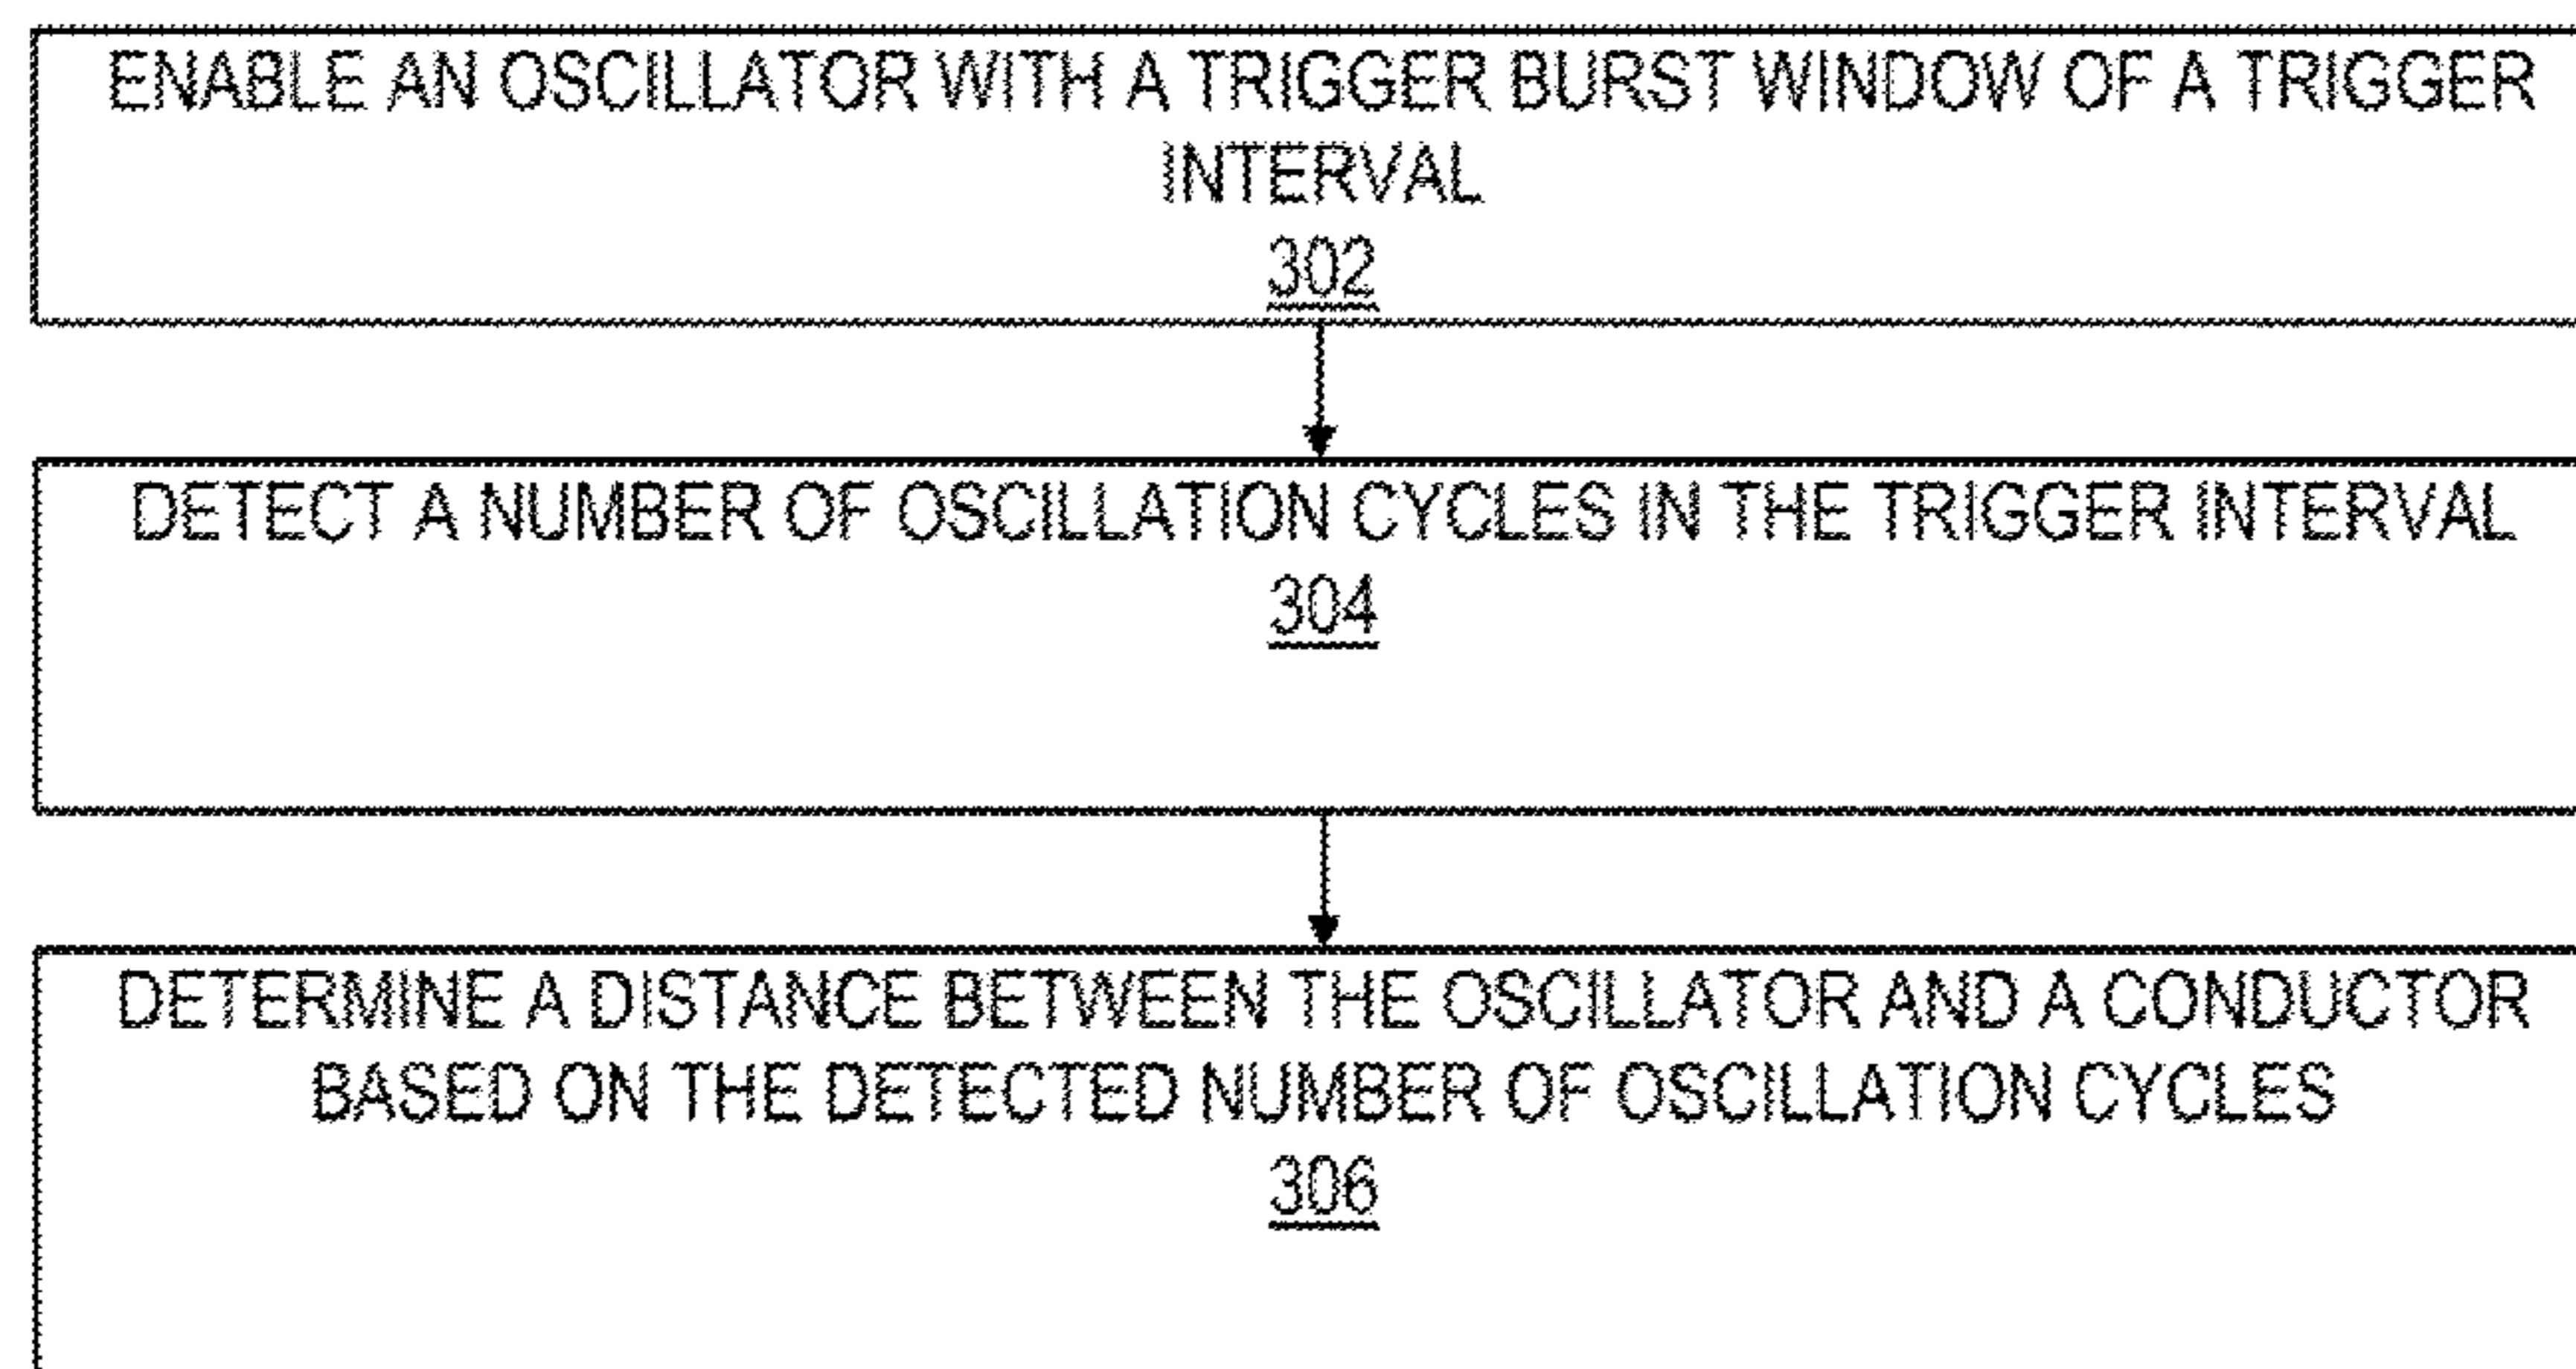 ENABLE AN OSCILLATOR WITH A TRIGGER BURST WINDOW OF A TRIGGER
INTERVAL
302
DETECT A NUMBER OF OSCILLATION CYCLES IN THE TRIGGER INTERVAL
304
DETERMINE A DISTANCE BETWEEN THE OSCILLATOR AND A CONDUCTOR
BASED ON THE DETECTED NUMBER OF OSCILLATION CYCLES
306